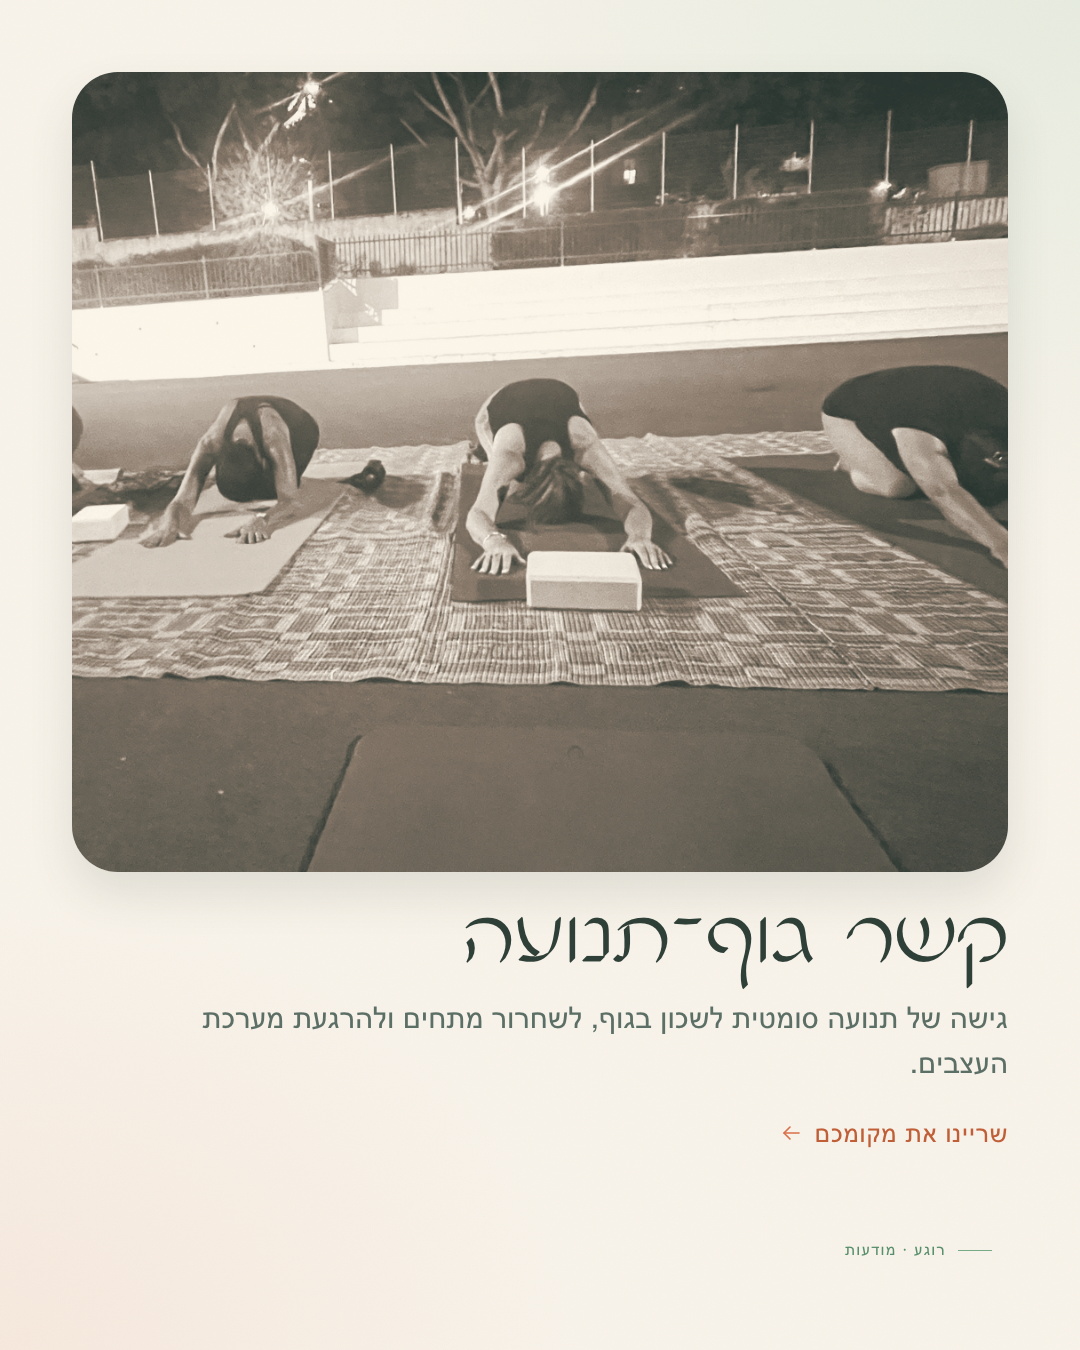 קשר גוף־תנועה
גישה של תנועה סומטית לשכון בגוף, לשחרור מתחים ולהרגעת מערכת
העצבים.
שריינו את מקומכם ←
רוגע · מודעות